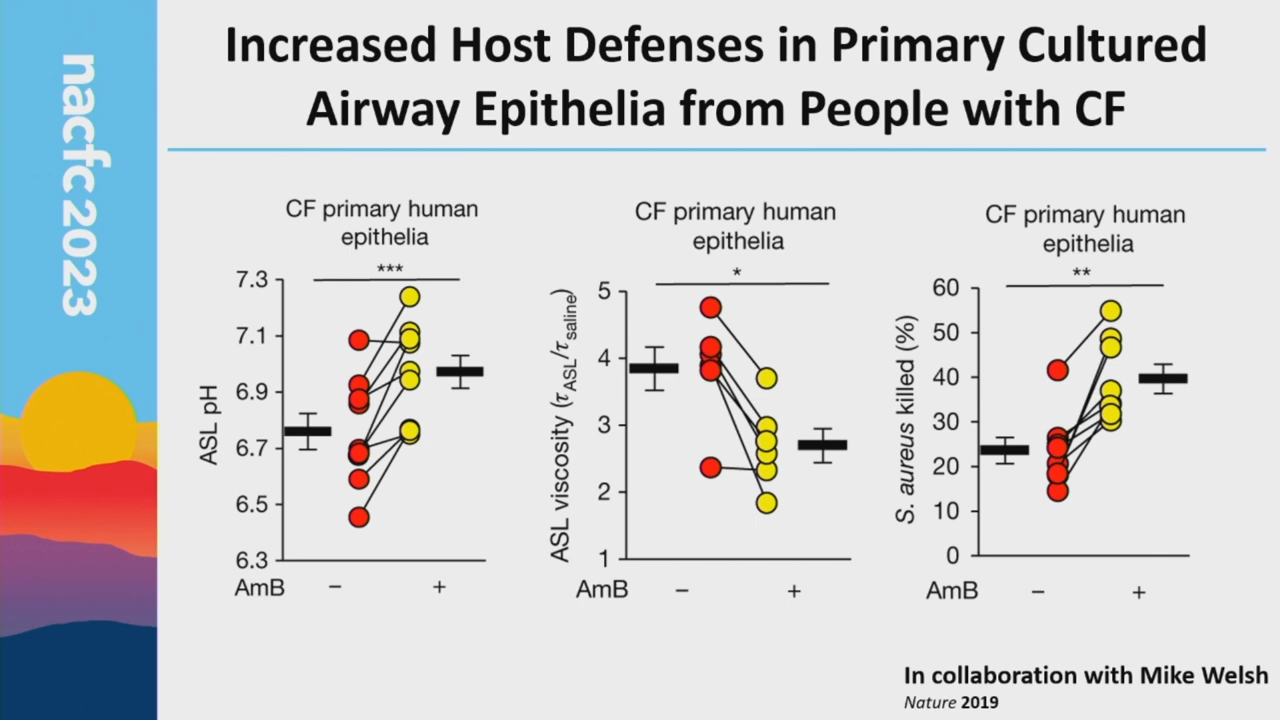 nacfc2023
Increased Host Defenses in Primary Cultured
Airway Epithelia from People with CF
CF primary human
epithelia
***
7.3
7.1
6.9
6.7
6.5
6.3
ASL pH
AmB − +
CF primary human
epithelia
*
5
4
3
2
1
ASL viscosity (τASL/τsaline)
AmB − +
CF primary human
epithelia
**
60
50
40
30
20
10
0
S. aureus killed (%)
AmB − +
In collaboration with Mike Welsh
Nature 2019